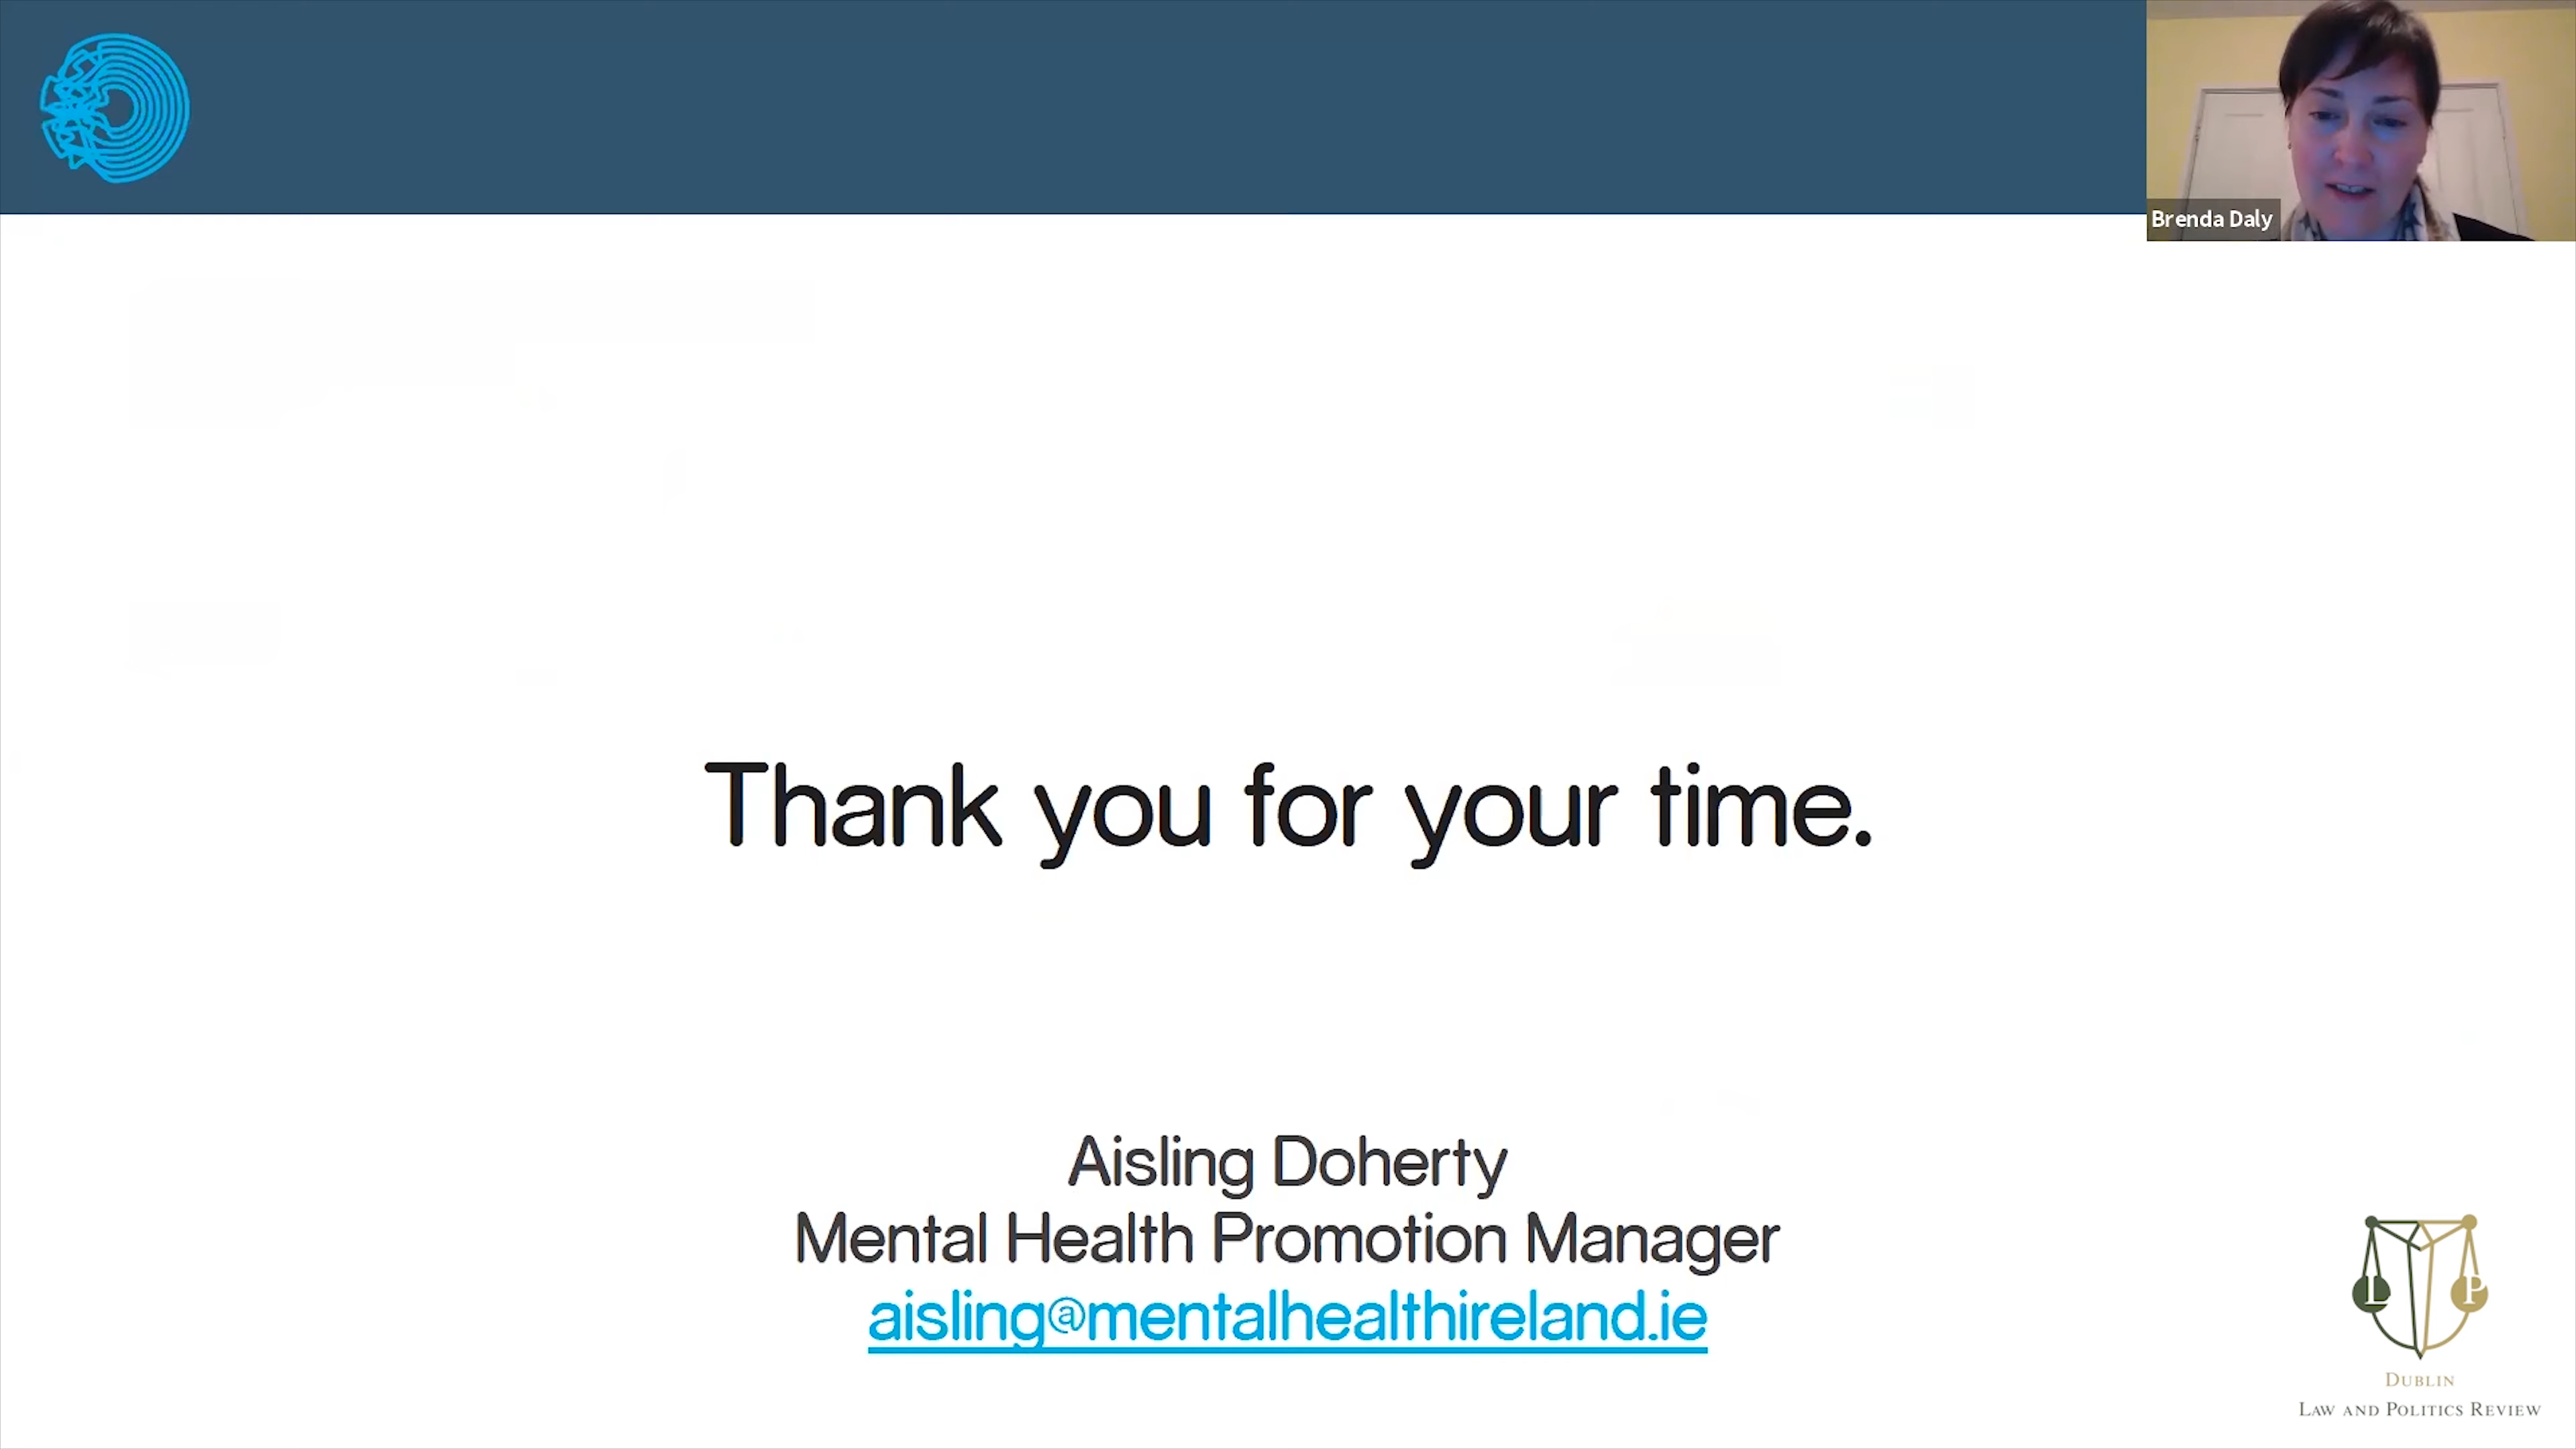 Brenda Daly
Thank you for your time.
Aisling Doherty
Mental Health Promotion Manager
aisling@mentalhealthireland.ie
L P
DUBLIN
LAW AND POLITICS REVIEW